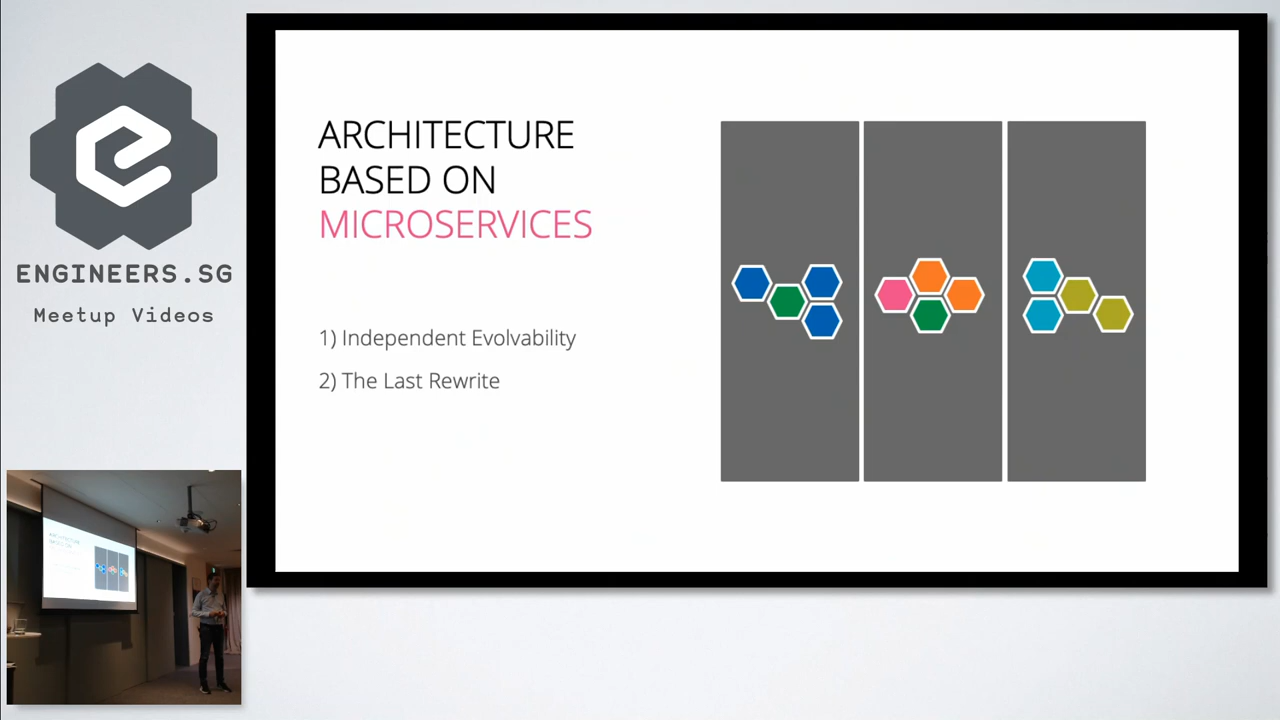 ENGINEERS.SG
Meetup Videos
ARCHITECTURE
BASED ON
MICROSERVICES
1) Independent Evolvability
2) The Last Rewrite